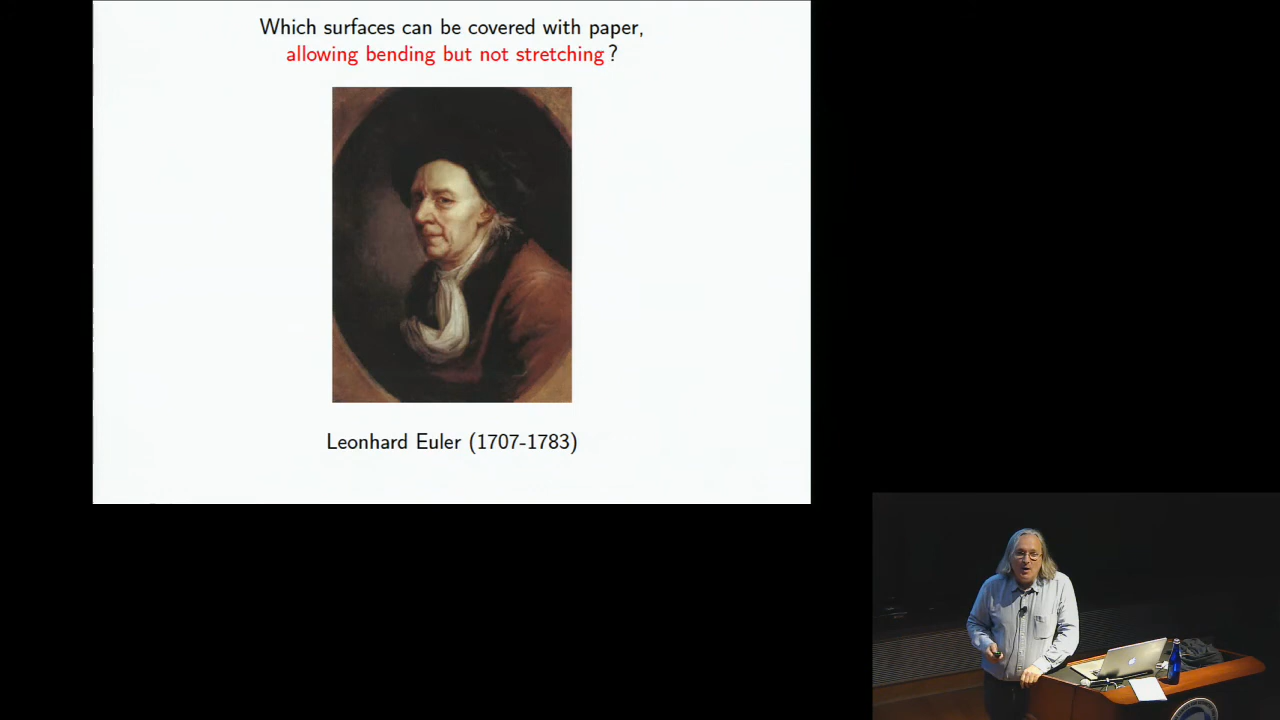 Which surfaces can be covered with paper,
allowing bending but not stretching ?
Leonhard Euler (1707-1783)